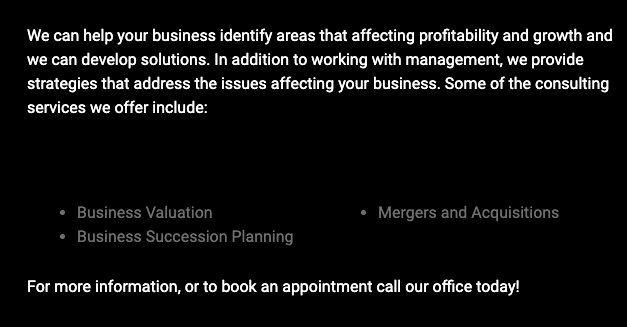 We can help your business identify areas that affecting profitability and growth and
we can develop solutions. In addition to working with management, we provide
strategies that address the issues affecting your business. Some of the consulting
services we offer include:
• Business Valuation
• Business Succession Planning
• Mergers and Acquisitions
For more information, or to book an appointment call our office today!